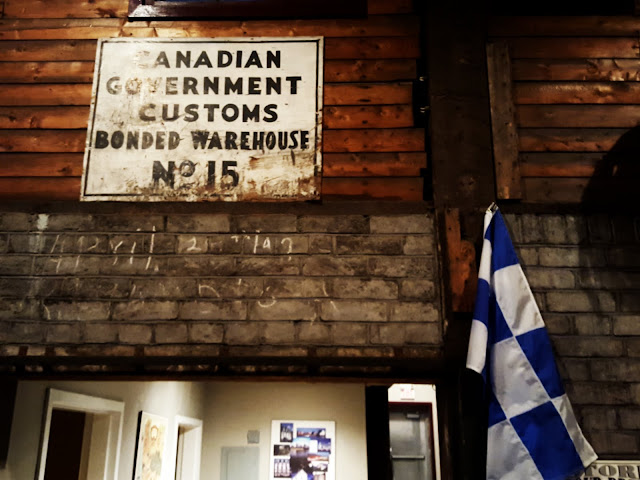 CANADIAN
GOVERNMENT
CUSTOMS
BONDED WAREHOUSE
Nº 15